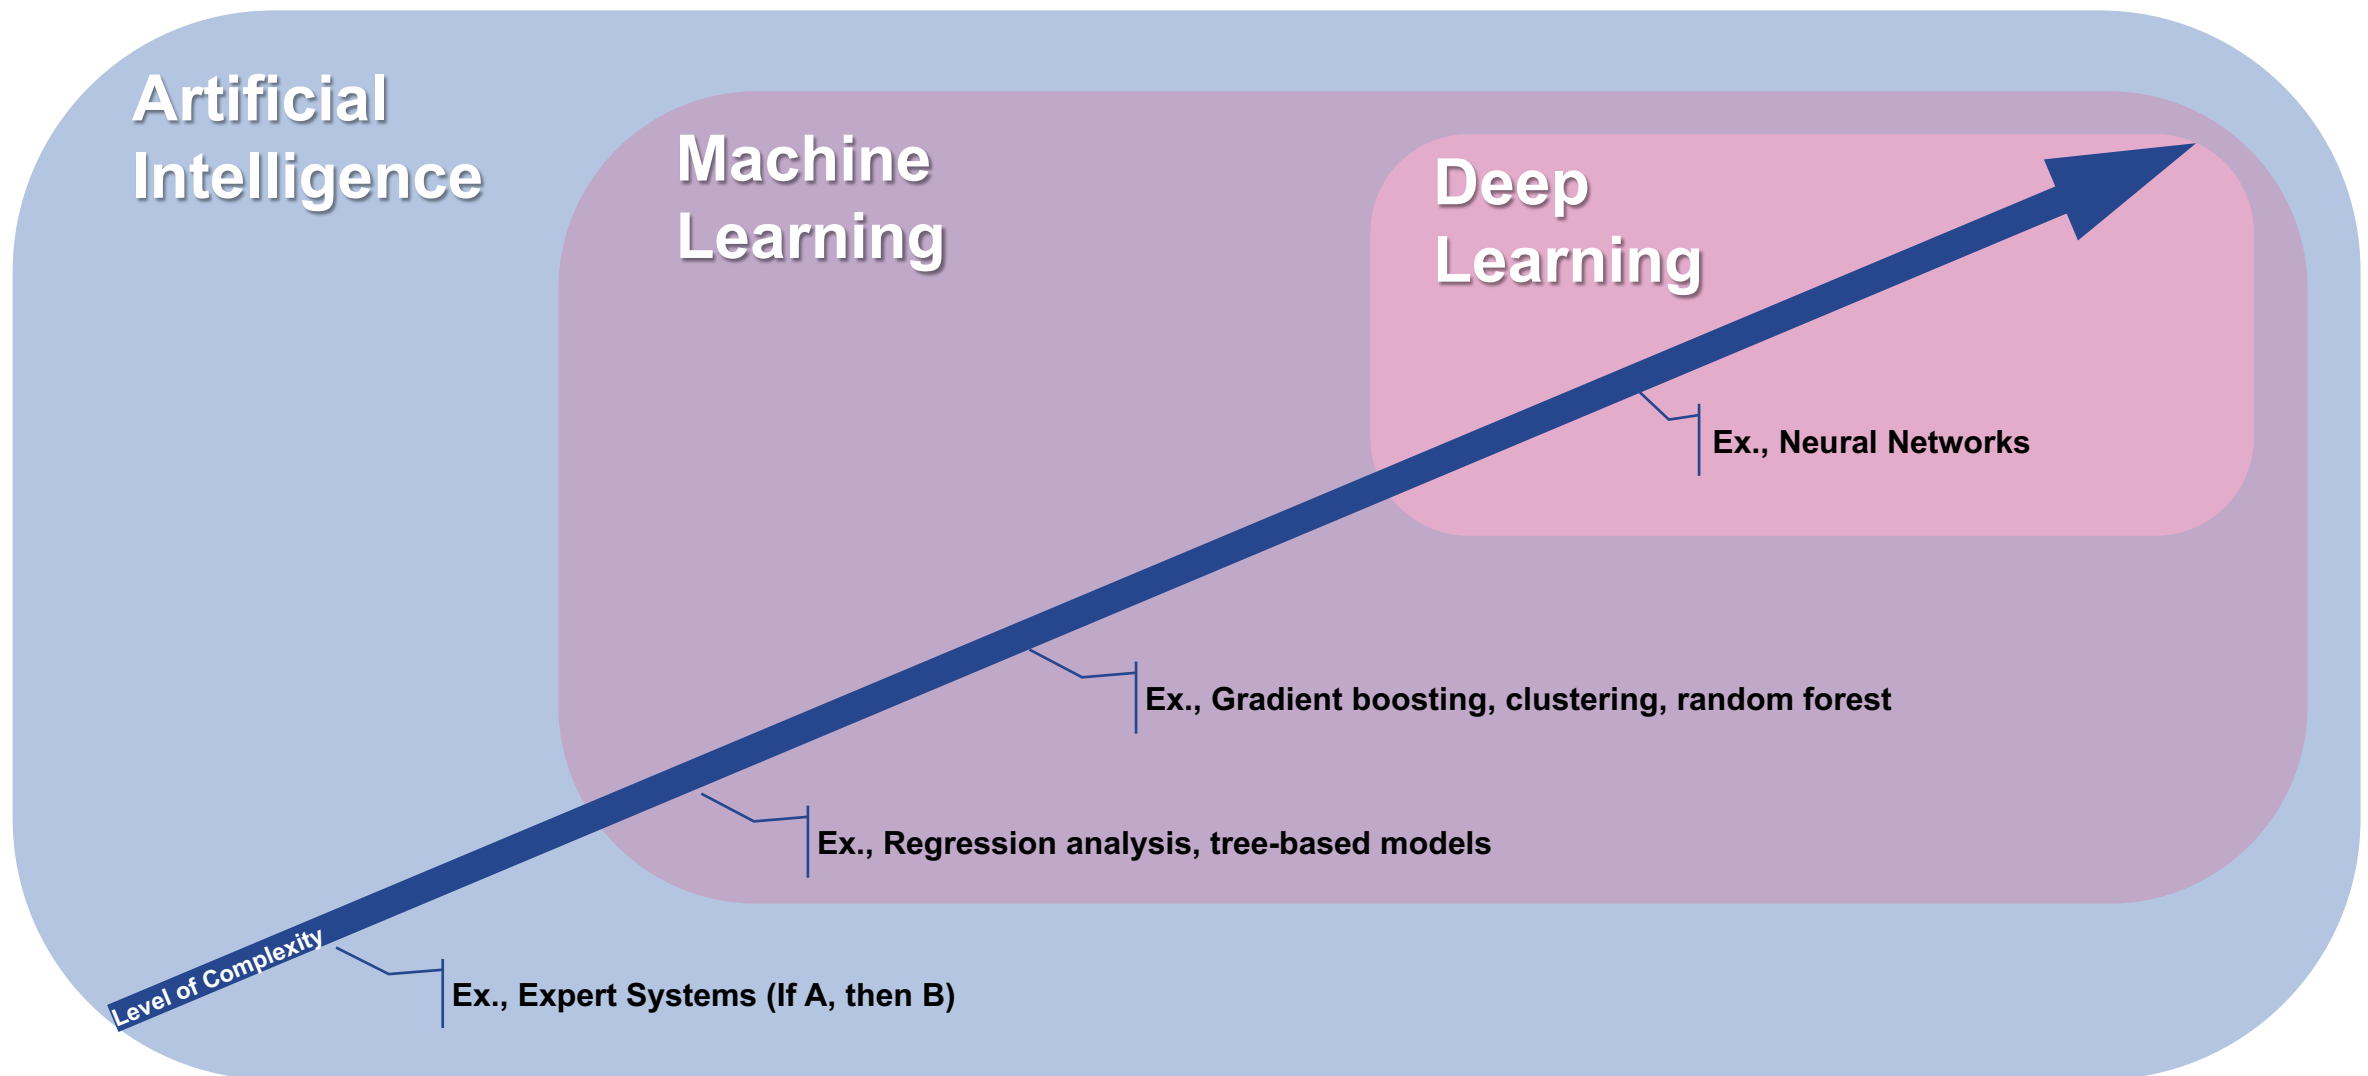 Artificial
Intelligence
Machine
Learning
Deep
Learning
Ex., Neural Networks
Ex., Gradient boosting, clustering, random forest
Ex., Regression analysis, tree-based models
Level of Complexity
Ex., Expert Systems (If A, then B)